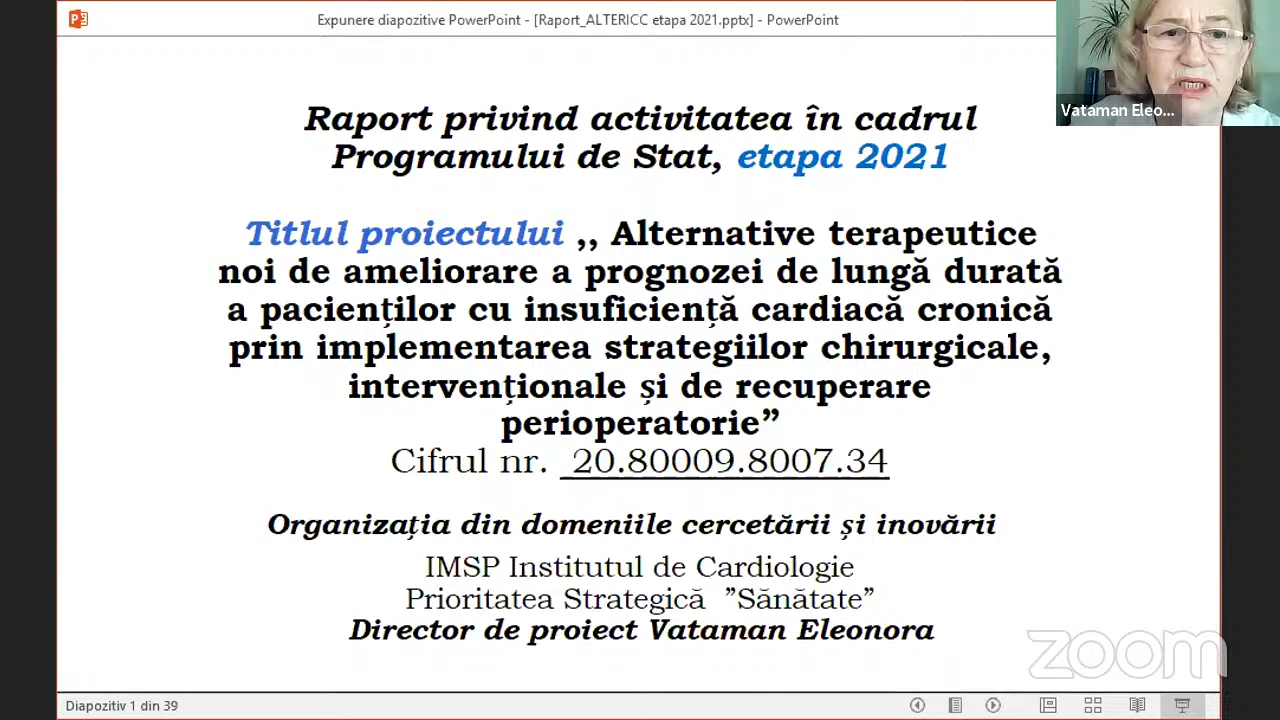 Expunere diapozitive PowerPoint - [Raport_ALTERICC etapa 2021.pptx] - PowerPoint
Vataman Eleo...
Raport privind activitatea în cadrul
Programului de Stat, etapa 2021
Titlul proiectului ,, Alternative terapeutice
noi de ameliorare a prognozei de lungă durată
a pacienților cu insuficiență cardiacă cronică
prin implementarea strategiilor chirurgicale,
intervenționale și de recuperare
perioperatorie”
Cifrul nr. 20.80009.8007.34
Organizația din domeniile cercetării și inovării
IMSP Institutul de Cardiologie
Prioritatea Strategică ”Sănătate”
Director de proiect Vataman Eleonora
zoom
Diapozitiv 1 din 39